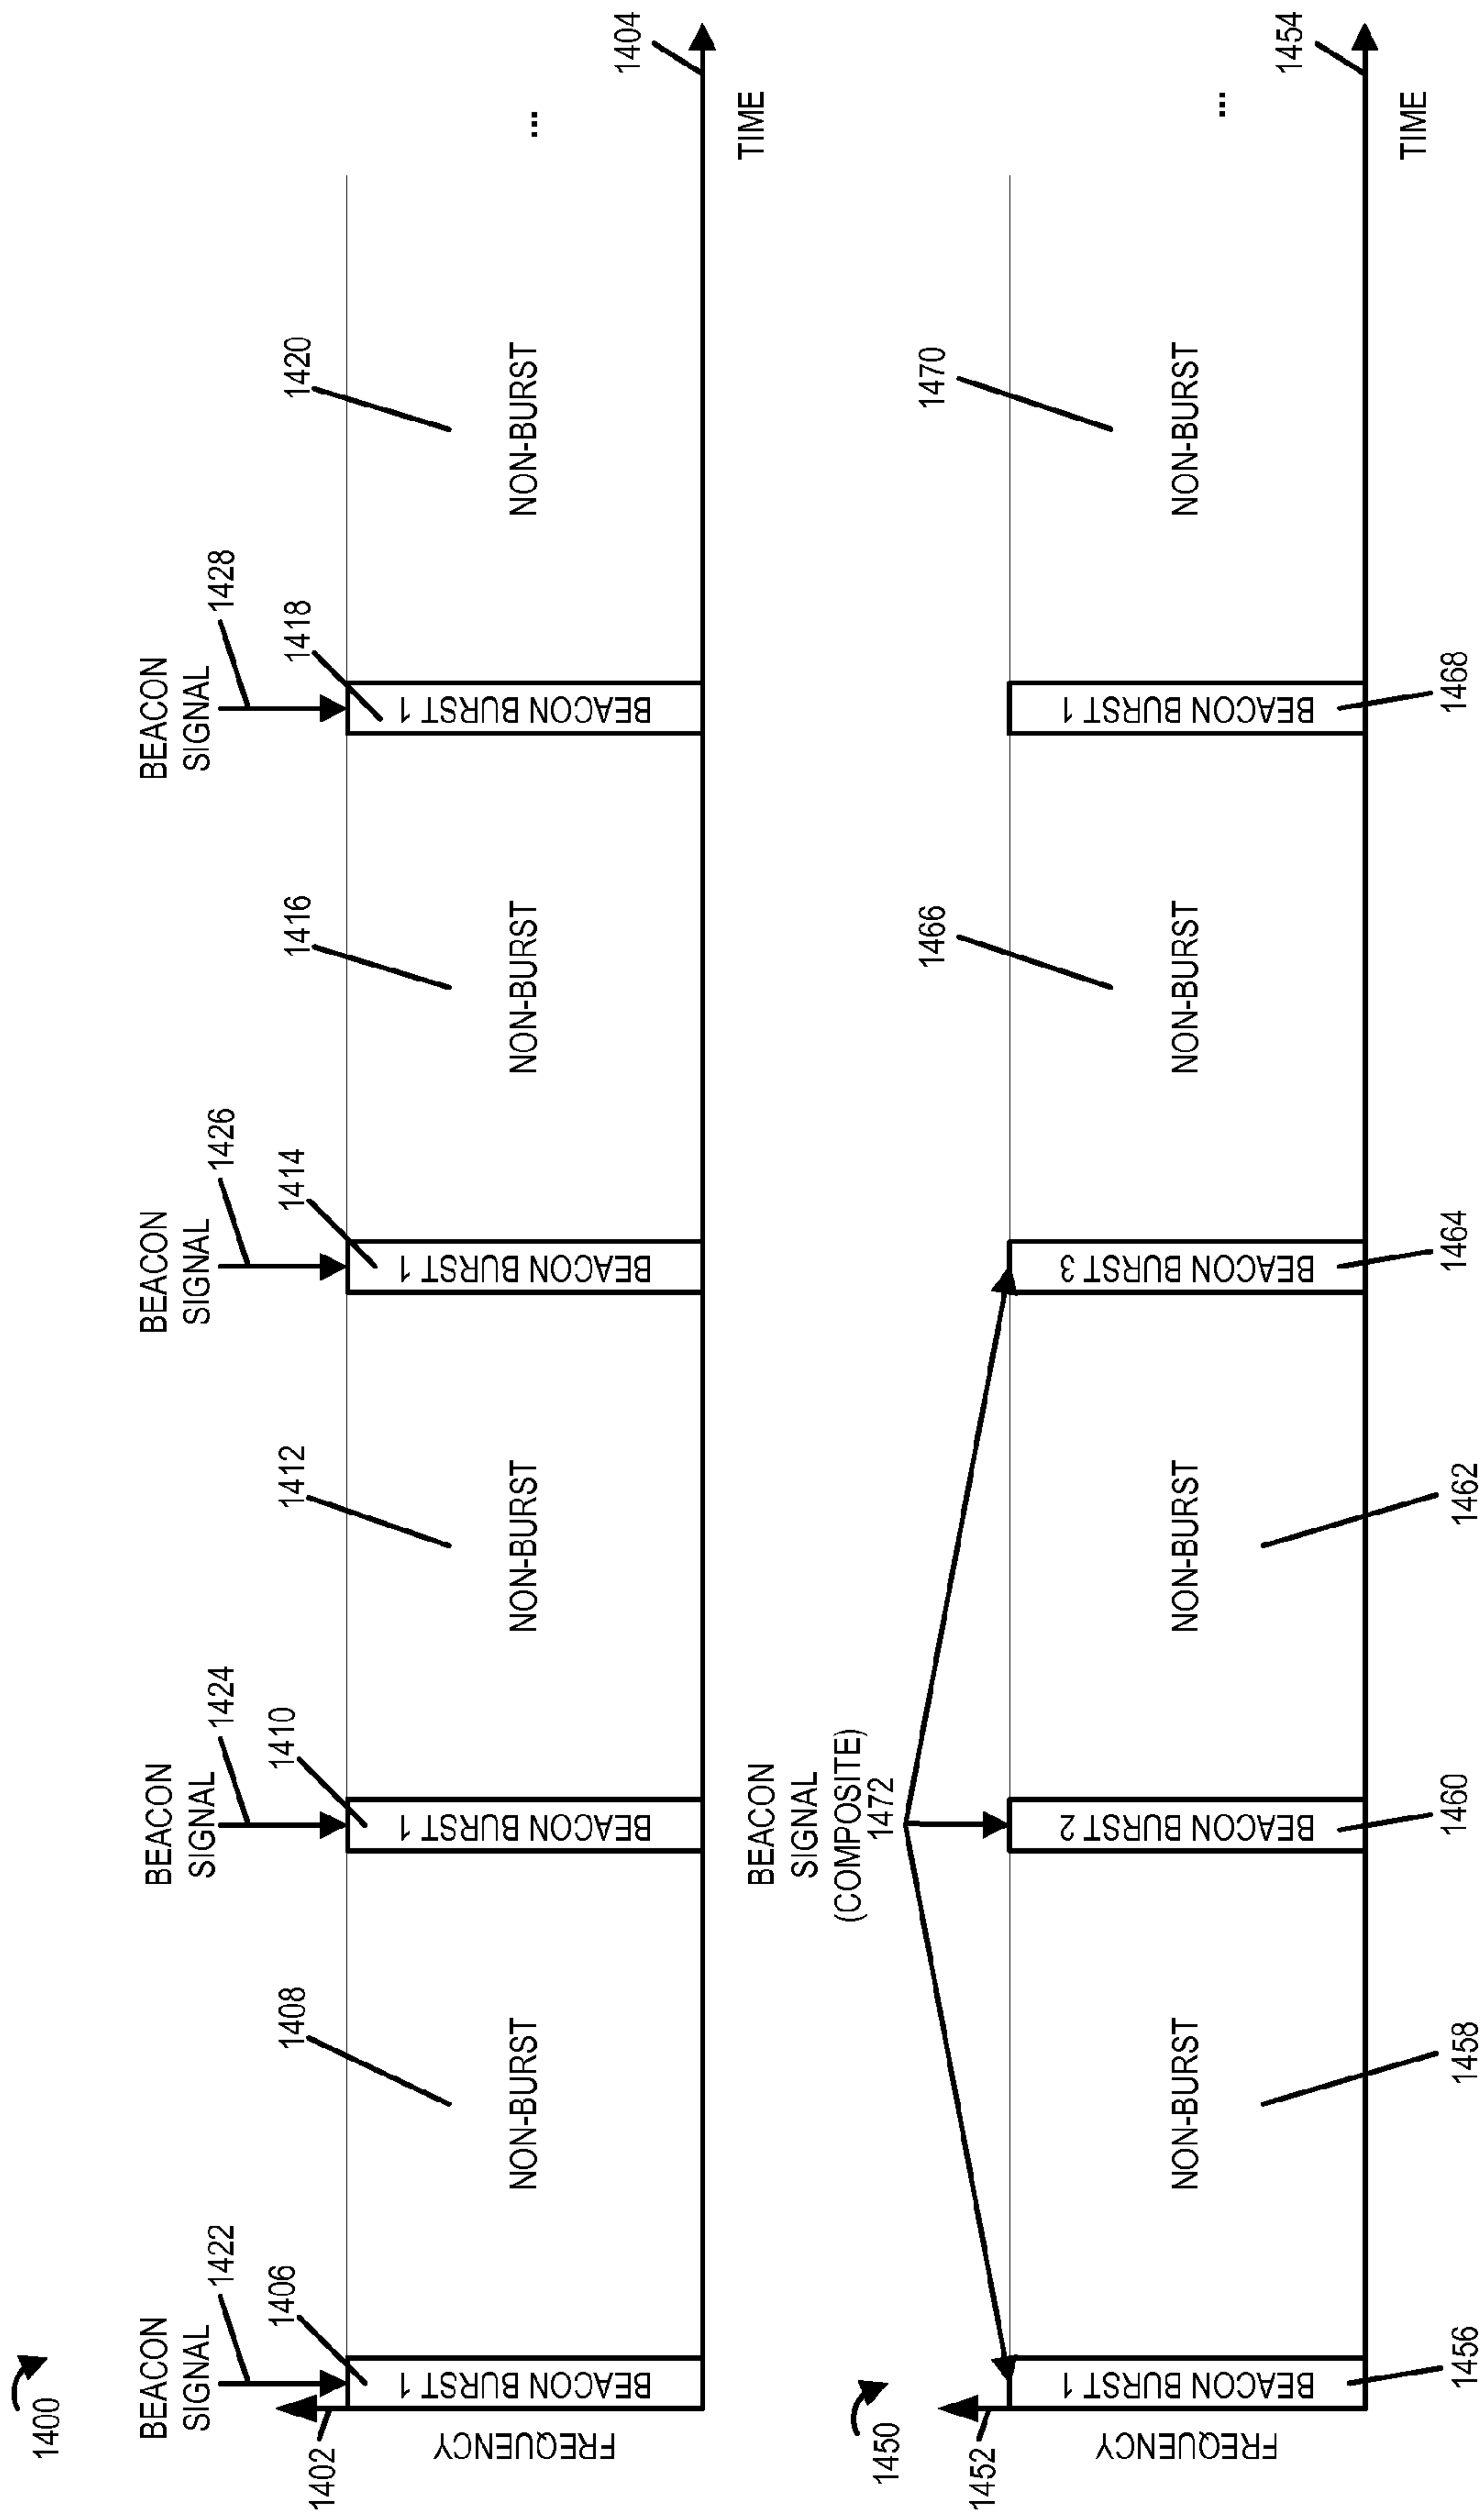 1400
BEACON
SIGNAL
1422
BEACON
SIGNAL
1424
BEACON
SIGNAL
1426
BEACON
SIGNAL
1428
1402
1406
1408
1410
1412
1414
1416
1418
1420
1404
FREQUENCY
BEACON BURST 1
NON-BURST
BEACON BURST 1
NON-BURST
BEACON BURST 1
NON-BURST
BEACON BURST 1
NON-BURST
...
TIME
1450
BEACON
SIGNAL
(COMPOSITE)
1472
1452
1466
1470
1454
FREQUENCY
BEACON BURST 1
NON-BURST
BEACON BURST 2
NON-BURST
BEACON BURST 3
NON-BURST
BEACON BURST 1
NON-BURST
...
TIME
1456
1458
1460
1462
1464
1468